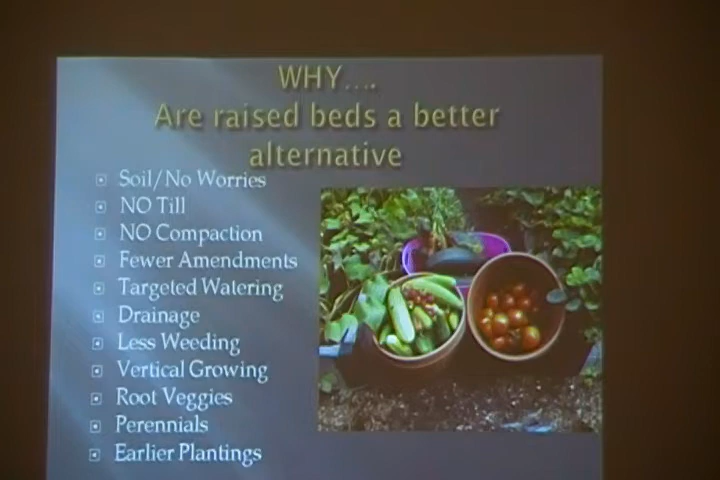 WHY....
Are raised beds a better
alternative
Soil/No Worries
NO Till
NO Compaction
Fewer Amendments
Targeted Watering
Drainage
Less Weeding
Vertical Growing
Root Veggies
Perennials
Earlier Plantings